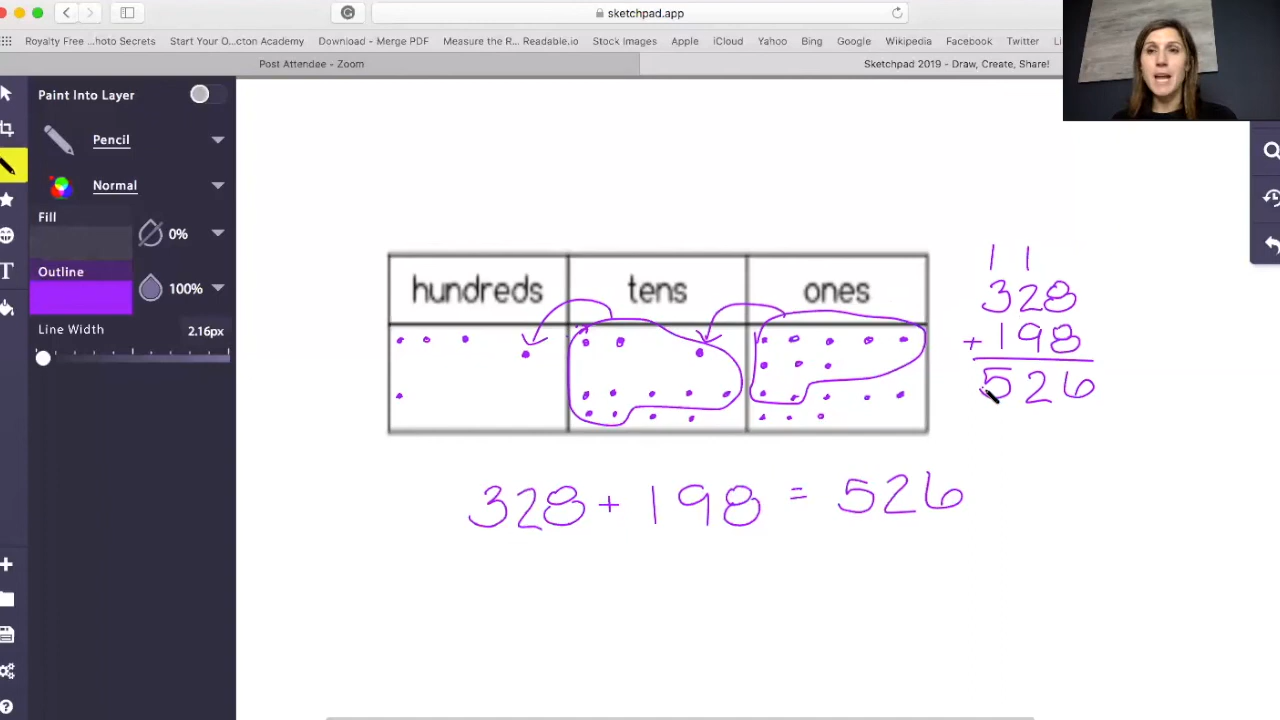 sketchpad.app
Royalty Free ...hoto Secrets Start Your O...cton Academy Download - Merge PDF Measure the R... Readable.io Stock Images Apple iCloud Yahoo Bing Google Wikipedia Facebook Twitter
Post Attendee - Zoom Sketchpad 2019 - Draw, Create, Share!
Paint Into Layer
Pencil
Normal
Fill
0%
Outline
100%
Line Width 2.16px
hundreds tens ones
1 1
328
+ 198
526
328 + 198 = 526